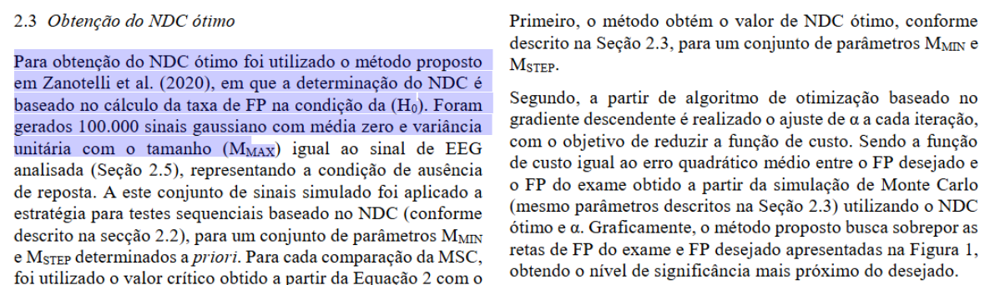 2.3 Obtenção do NDC ótimo
Para obtenção do NDC ótimo foi utilizado o método proposto
em Zanotelli et al. (2020), em que a determinação do NDC é
baseado no cálculo da taxa de FP na condição da (H0). Foram
gerados 100.000 sinais gaussiano com média zero e variância
unitária com o tamanho (MMAX) igual ao sinal de EEG
analisada (Seção 2.5), representando a condição de ausência
de reposta. A este conjunto de sinais simulado foi aplicado a
estratégia para testes sequenciais baseado no NDC (conforme
descrito na secção 2.2), para um conjunto de parâmetros MMIN
e MSTEP determinados a priori. Para cada comparação da MSC,
foi utilizado o valor crítico obtido a partir da Equação 2 com o
Primeiro, o método obtém o valor de NDC ótimo, conforme
descrito na Seção 2.3, para um conjunto de parâmetros MMIN e
MSTEP.
Segundo, a partir de algoritmo de otimização baseado no
gradiente descendente é realizado o ajuste de α a cada iteração,
com o objetivo de reduzir a função de custo. Sendo a função
de custo igual ao erro quadrático médio entre o FP desejado e
o FP do exame obtido a partir da simulação de Monte Carlo
(mesmo parâmetros descritos na Seção 2.3) utilizando o NDC
ótimo e α. Graficamente, o método proposto busca sobrepor as
retas de FP do exame e FP desejado apresentadas na Figura 1,
obtendo o nível de significância mais próximo do desejado.